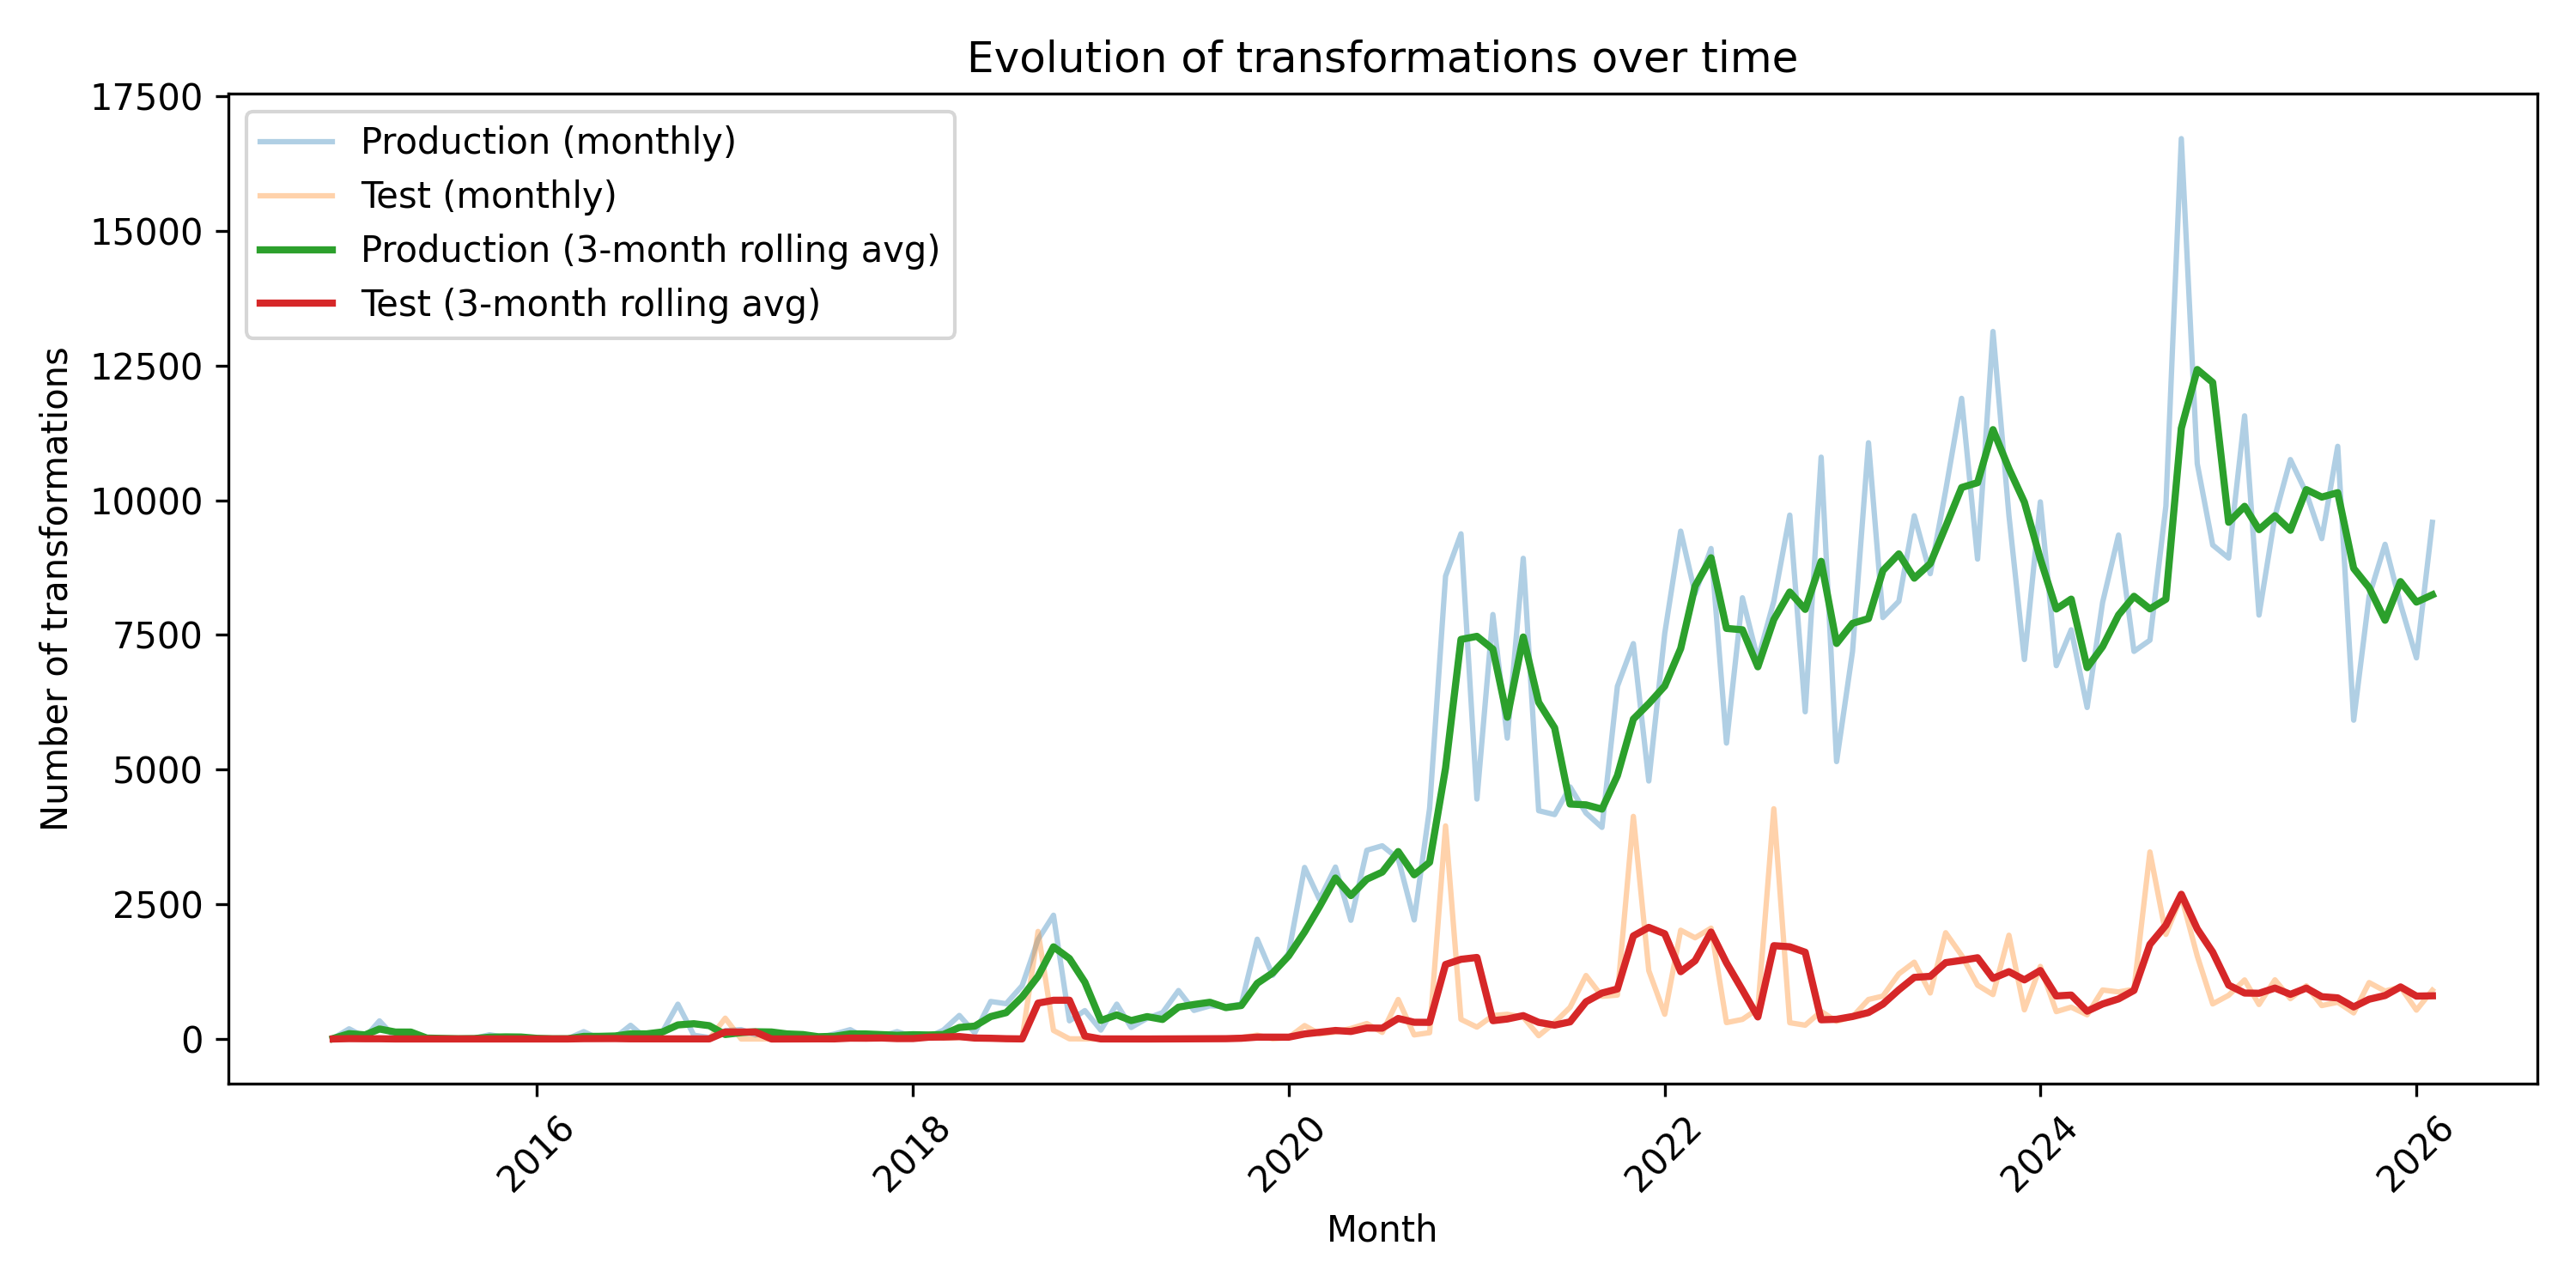 Evolution of transformations over time
17500
15000
12500
10000
7500
5000
2500
0
Number of transformations
Production (monthly)
Test (monthly)
Production (3-month rolling avg)
Test (3-month rolling avg)
2016
2018
2020
2022
2024
2026
Month